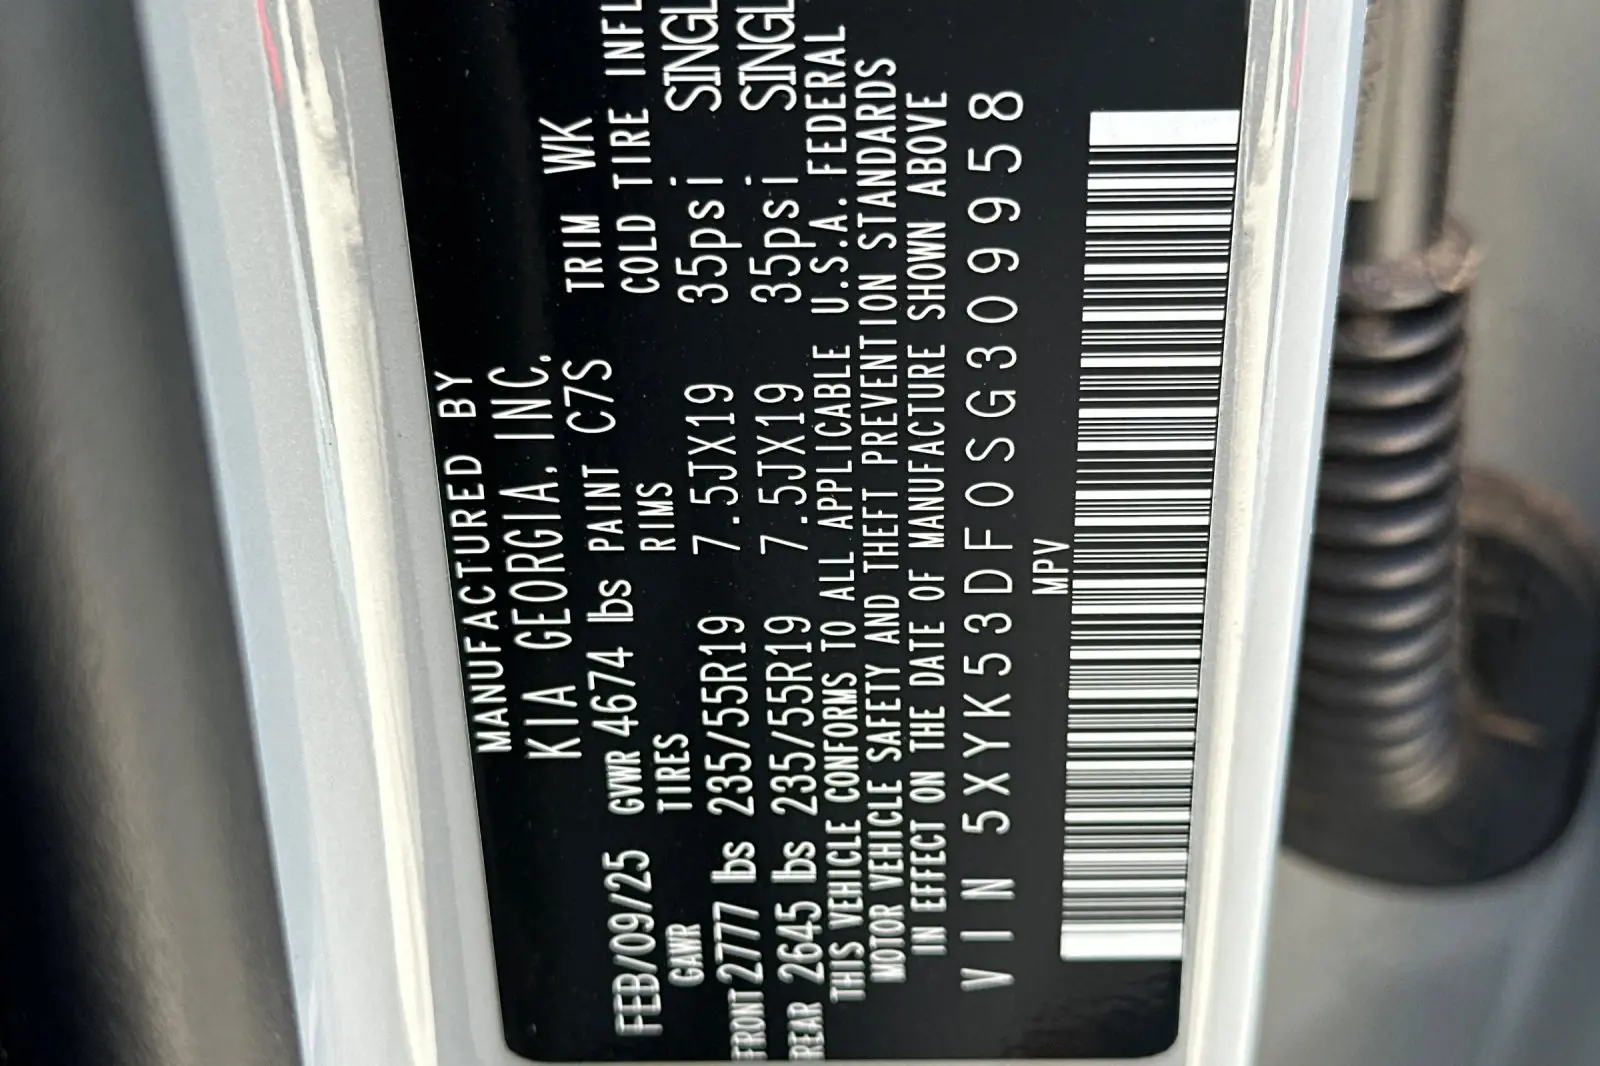 MANUFACTURED BY
KIA GEORGIA, INC.
FEB/09/25 GVWR 4674 lbs PAINT C7S TRIM WK
GAWR TIRES RIMS COLD TIRE INFL
FRONT 2777 lbs 235/55R19 7.5JX19 35psi SINGL
REAR 2645 lbs 235/55R19 7.5JX19 35psi SINGL
THIS VEHICLE CONFORMS TO ALL APPLICABLE U.S.A. FEDERAL
MOTOR VEHICLE SAFETY AND THEFT PREVENTION STANDARDS
IN EFFECT ON THE DATE OF MANUFACTURE SHOWN ABOVE
VIN 5XYK53DF0SG309958
MPV